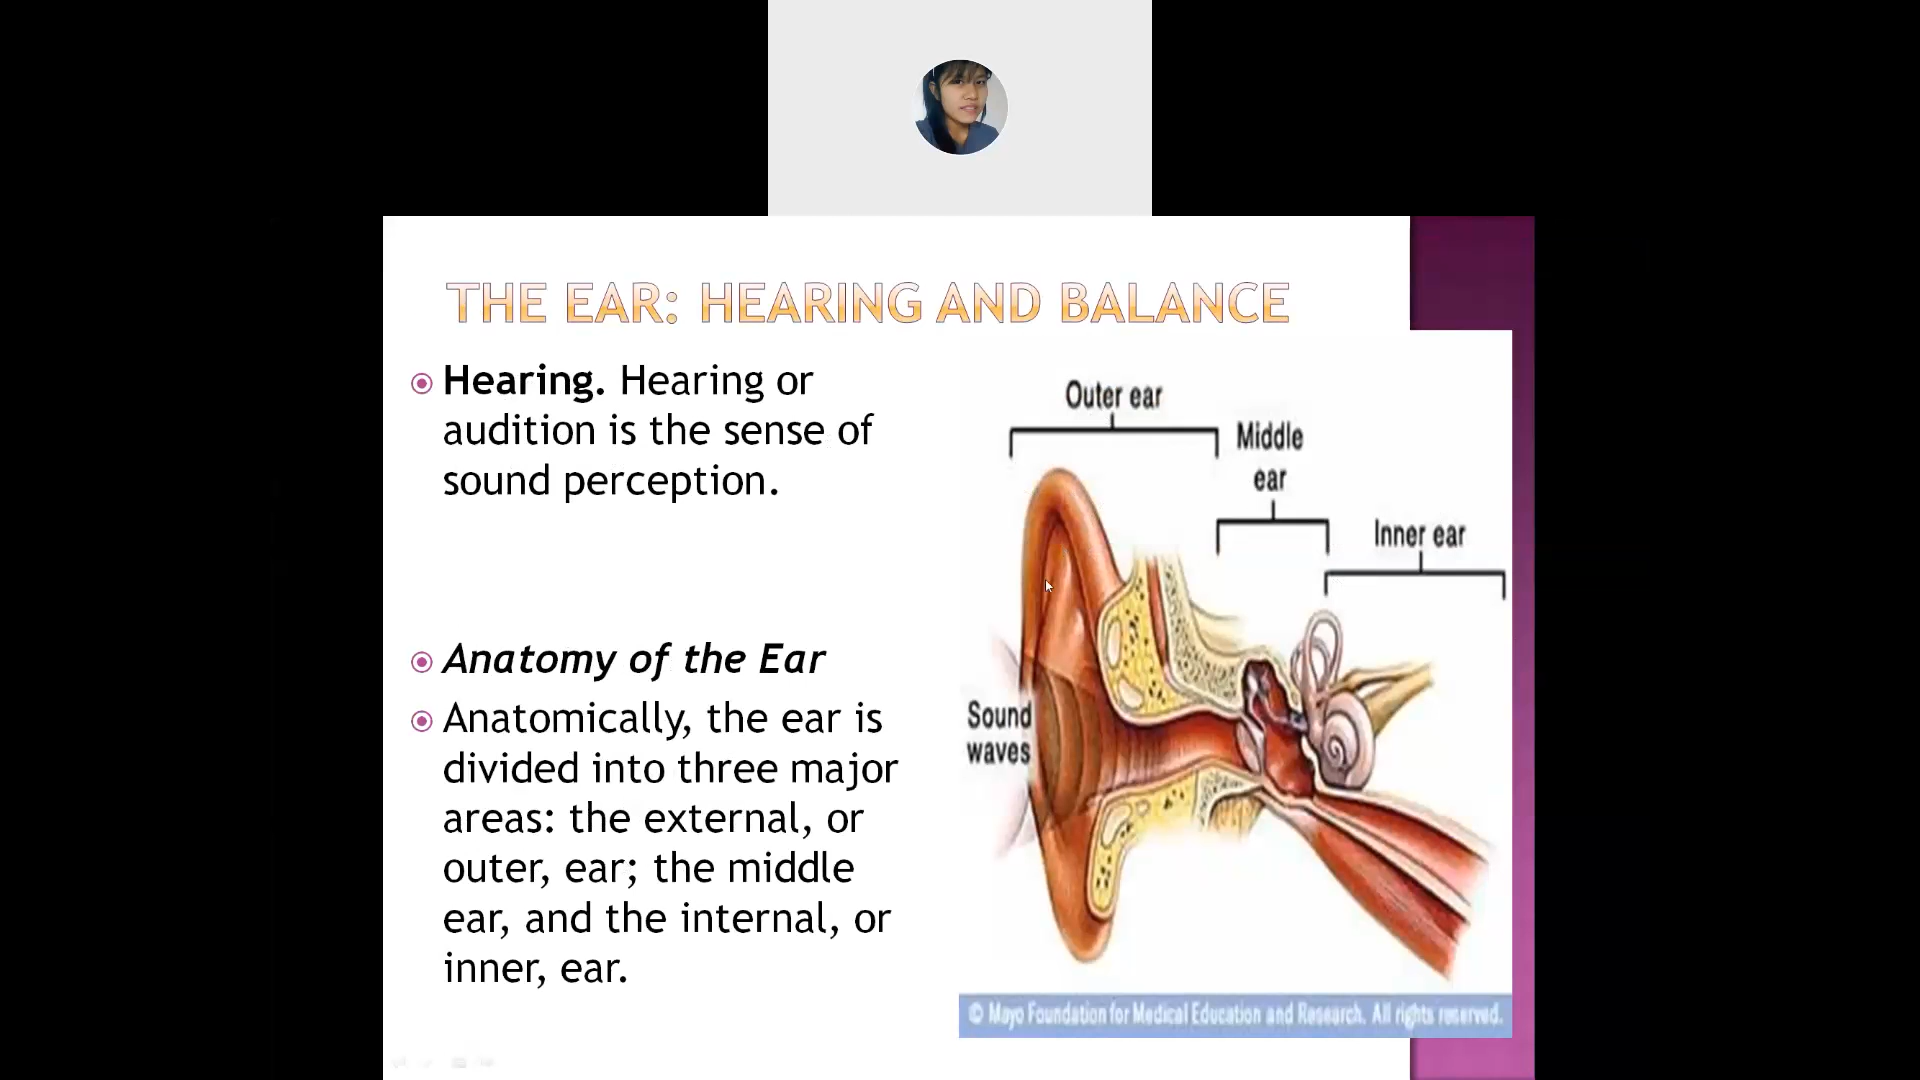 THE EAR: HEARING AND BALANCE
Hearing. Hearing or
audition is the sense of
sound perception.
Anatomy of the Ear
Anatomically, the ear is
divided into three major
areas: the external, or
outer, ear; the middle
ear, and the internal, or
inner, ear.
Outer ear
Middle
ear
Inner ear
Sound
waves
© Mayo Foundation for Medical Education and Research. All rights reserved.